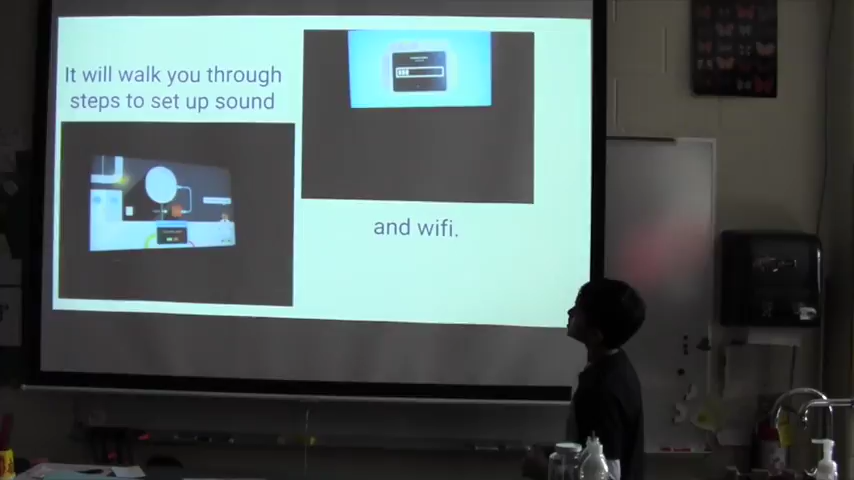 It will walk you through
steps to set up sound
and wifi.